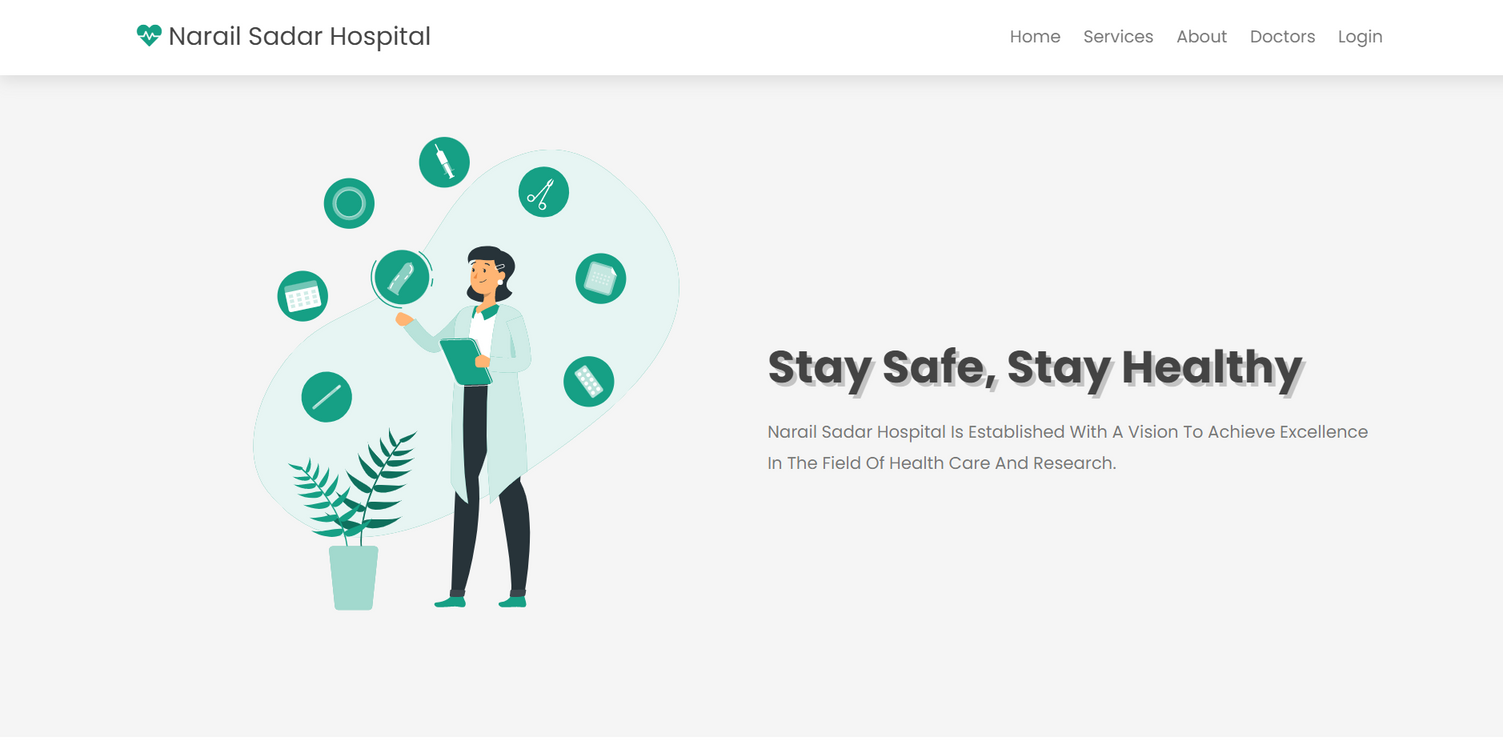 Narail Sadar Hospital
Home Services About Doctors Login
Stay Safe, Stay Healthy
Narail Sadar Hospital Is Established With A Vision To Achieve Excellence
In The Field Of Health Care And Research.